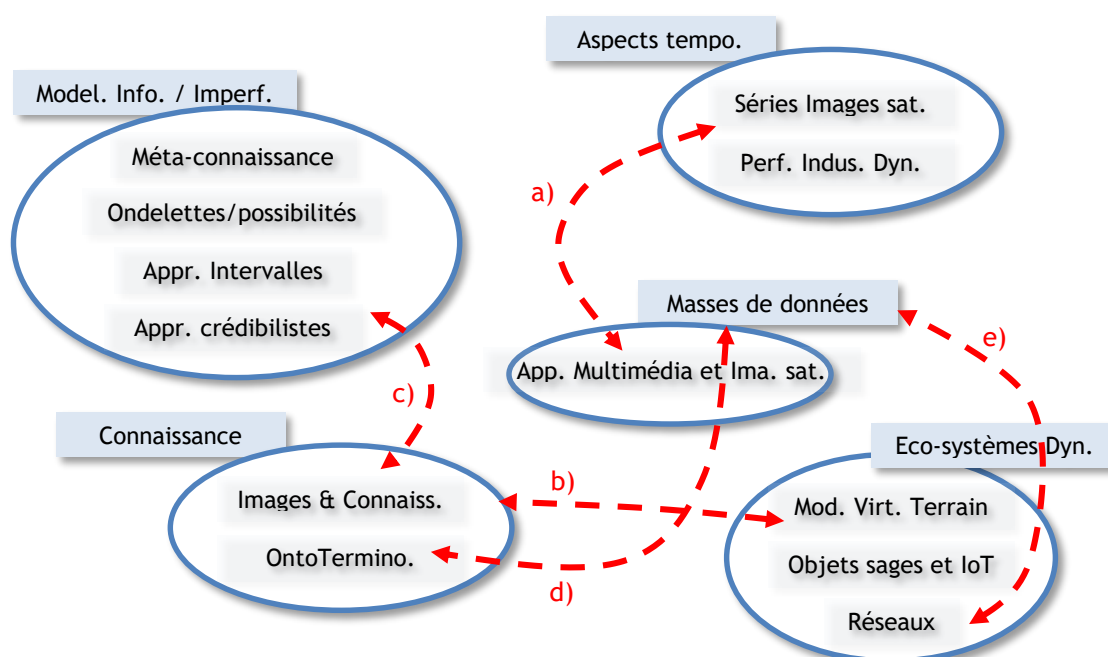 Aspects tempo.
Séries Images sat.
Perf. Indus. Dyn.
Model. Info. / Imperf.
Méta-connaissance
Ondelettes/possibilités
Appr. Intervalles
Appr. crédibilistes
a)
Masses de données
App. Multimédia et Ima. sat.
e)
c)
Connaissance
Images & Connaiss.
OntoTermino.
b)
d)
Eco-systèmes Dyn.
Mod. Virt. Terrain
Objets sages et IoT
Réseaux